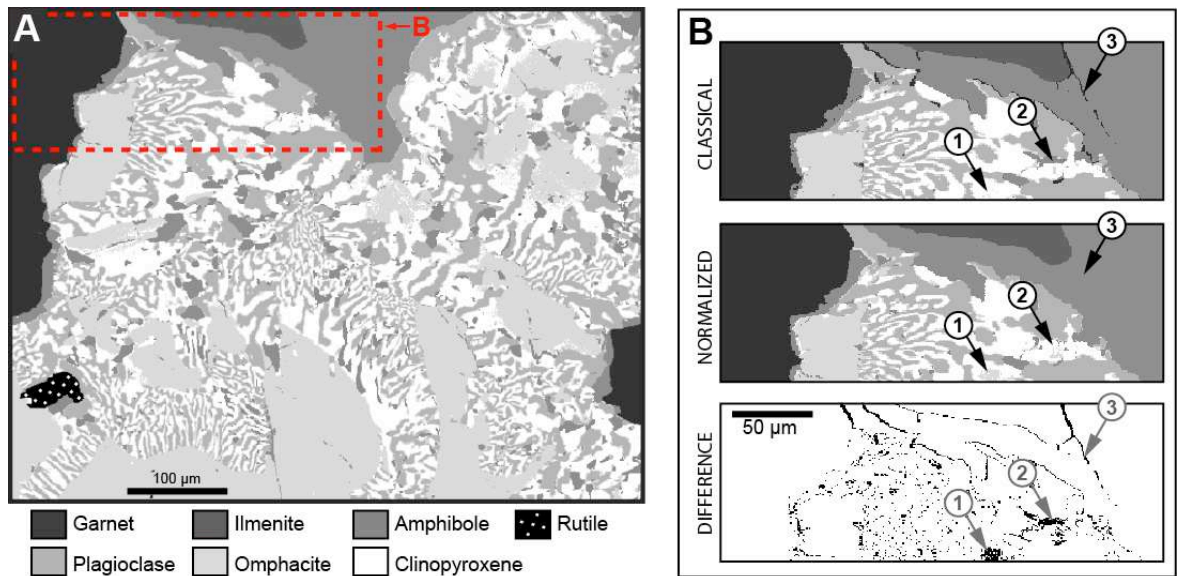 A
B
100 µm
Garnet
Ilmenite
Amphibole
Rutile
Plagioclase
Omphacite
Clinopyroxene
B
CLASSICAL
1
2
3
NORMALIZED
1
2
3
DIFFERENCE
50 µm
1
2
3